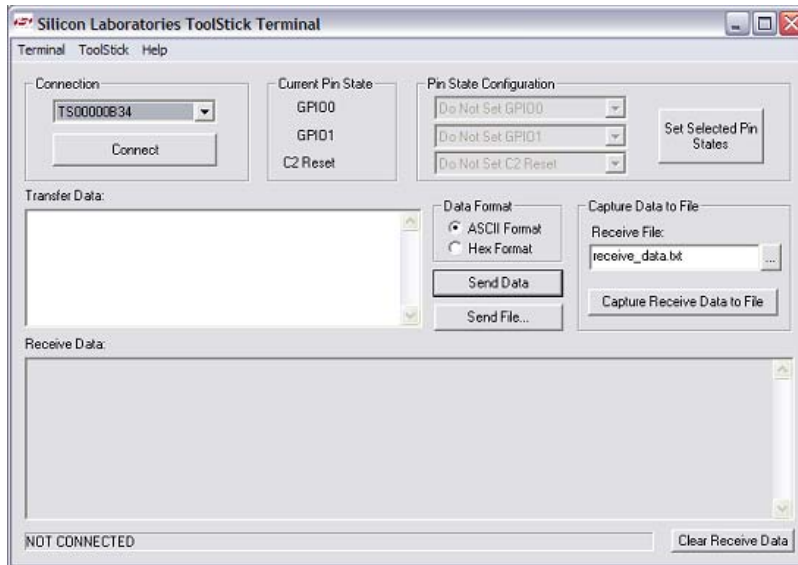 Silicon Laboratories ToolStick Terminal
Terminal ToolStick Help
Connection
TS00000B34
Connect
Current Pin State
GPIO0
GPIO1
C2 Reset
Pin State Configuration
Do Not Set GPIO0
Do Not Set GPIO1
Do Not Set C2 Reset
Set Selected Pin
States
Transfer Data:
Data Format
ASCII Format
Hex Format
Send Data
Send File...
Capture Data to File
Receive File:
receive_data.txt
...
Capture Receive Data to File
Receive Data:
NOT CONNECTED
Clear Receive Data